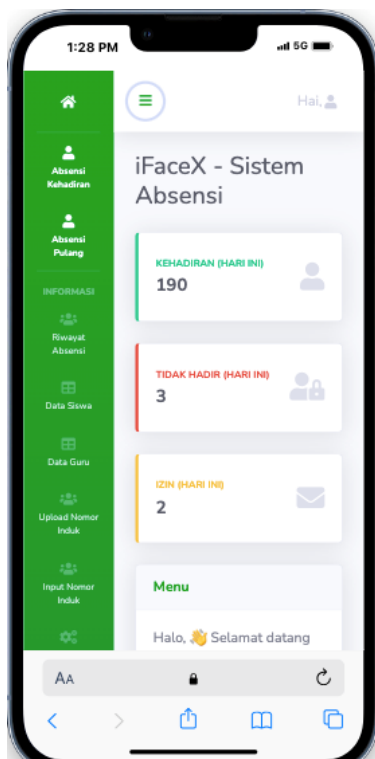 1:28 PM
5G
Hai,
Absensi
Kehadiran
Absensi
Pulang
INFORMASI
Riwayat
Absensi
Data Siswa
Data Guru
Upload Nomor
Induk
Input Nomor
Induk
iFaceX - Sistem
Absensi
KEHADIRAN (HARI INI)
190
TIDAK HADIR (HARI INI)
3
IZIN (HARI INI)
2
Menu
Halo, 👋 Selamat datang
AA